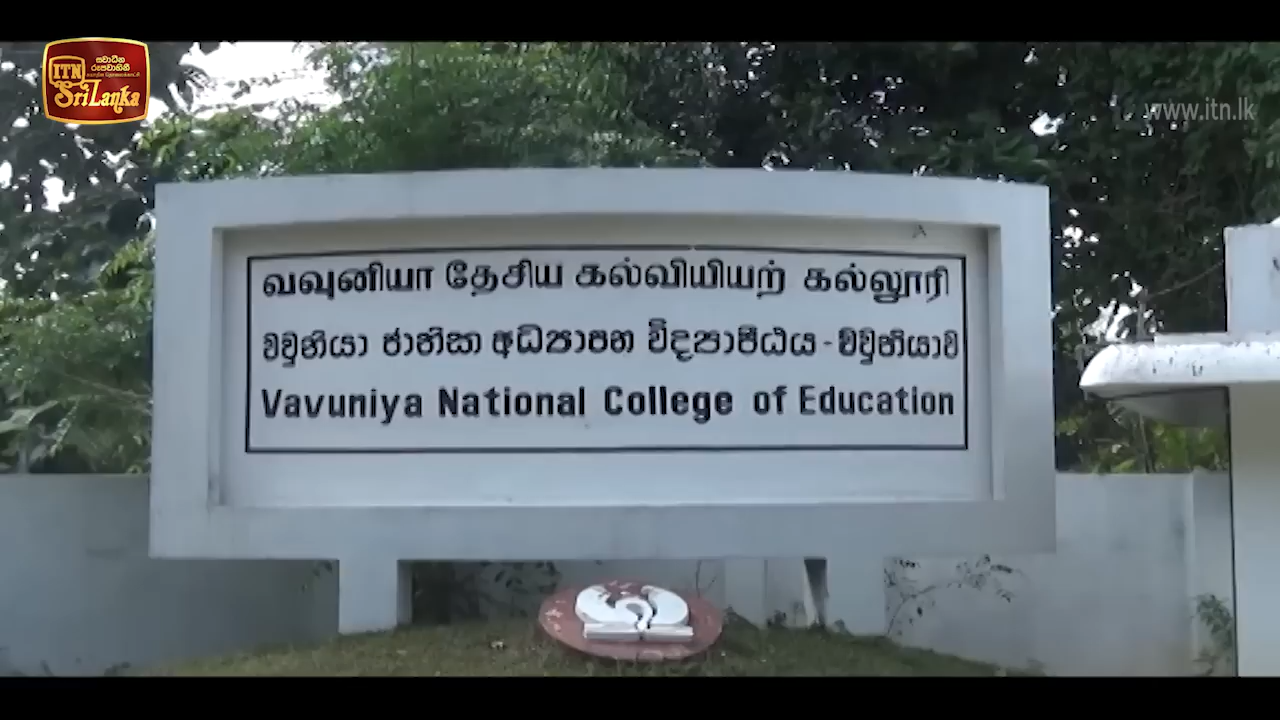 ITN
ස්වාධීන
රූපවාහිනී
Sri Lanka
www.itn.lk
வவுனியா தேசிய கல்வியியற் கல்லூரி
වවුනියා ජාතික අධ්‍යාපන විද්‍යාපීඨය - වව්වුනියාව
Vavuniya National College of Education